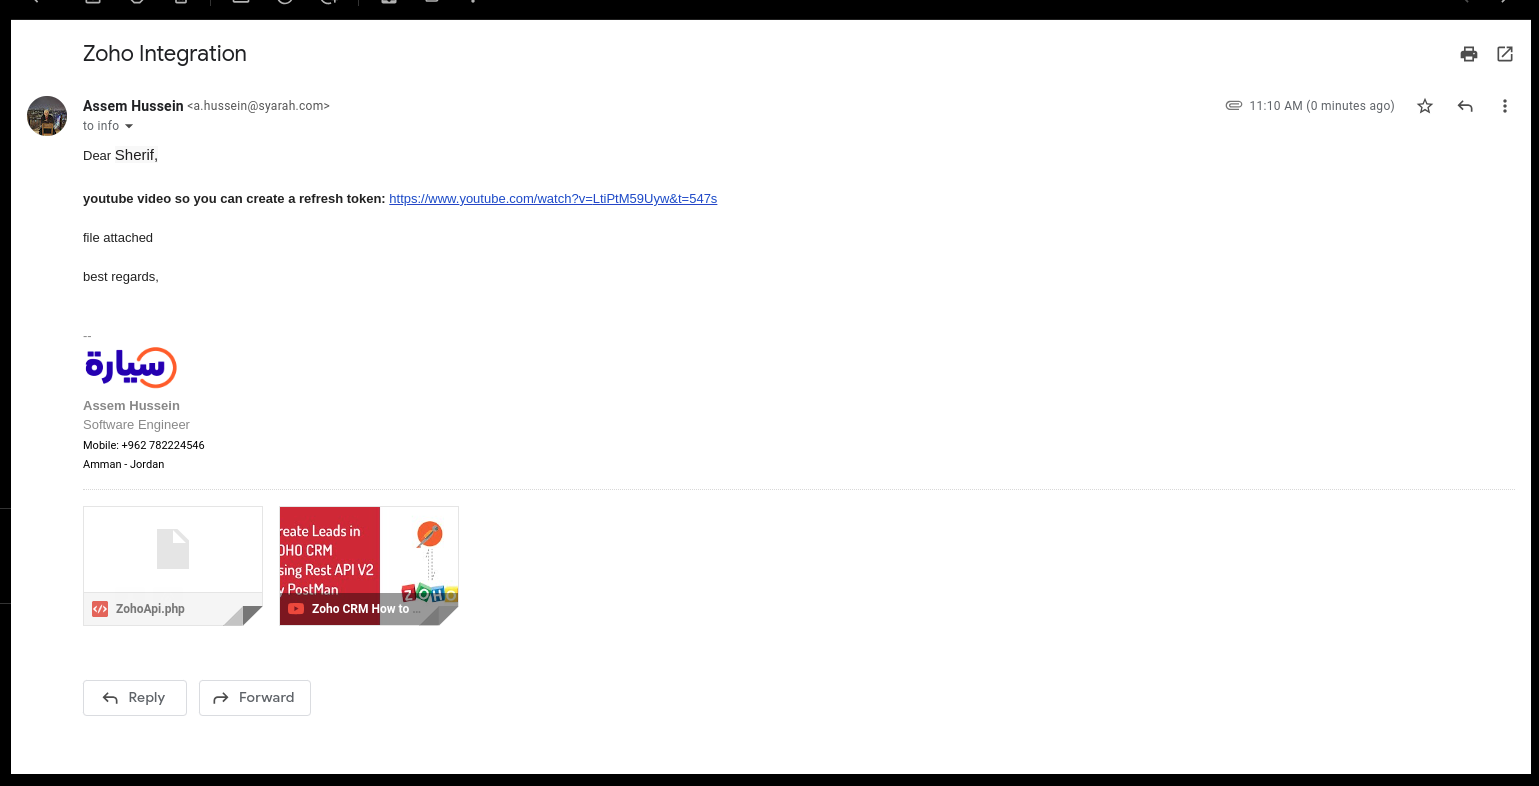 Zoho Integration
Assem Hussein <a.hussein@syarah.com>
11:10 AM (0 minutes ago)
to info
Dear Sherif,
youtube video so you can create a refresh token: https://www.youtube.com/watch?v=LtiPtM59Uyw&t=547s
file attached
best regards,
--
سيارة
Assem Hussein
Software Engineer
Mobile: +962 782224546
Amman - Jordan
ZohoApi.php
reate Leads in
OHO CRM
sing Rest API V2
y PostMan
ZOHO
Zoho CRM How to ...
Reply
Forward